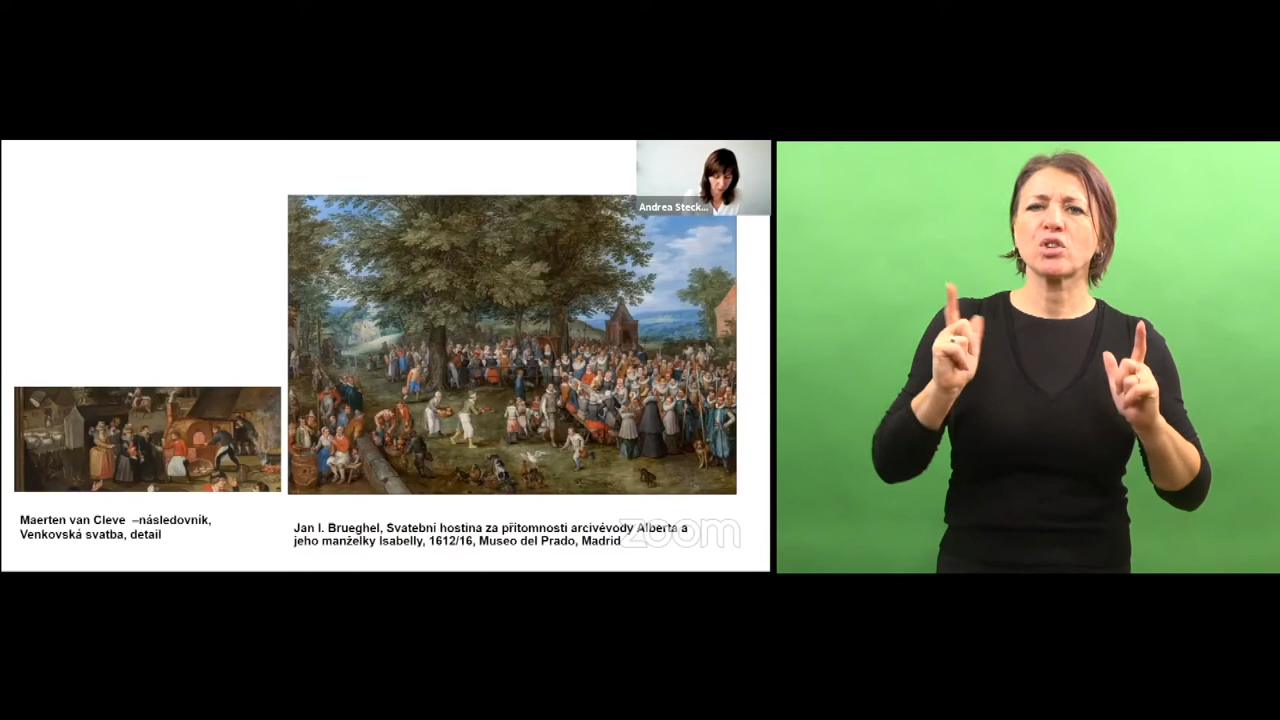 Andrea Steck...
Maerten van Cleve –následovník,
Venkovská svatba, detail
Jan I. Brueghel, Svatební hostina za přítomnosti arcivévody Alberta a
jeho manželky Isabelly, 1612/16, Museo del Prado, Madrid
zoom